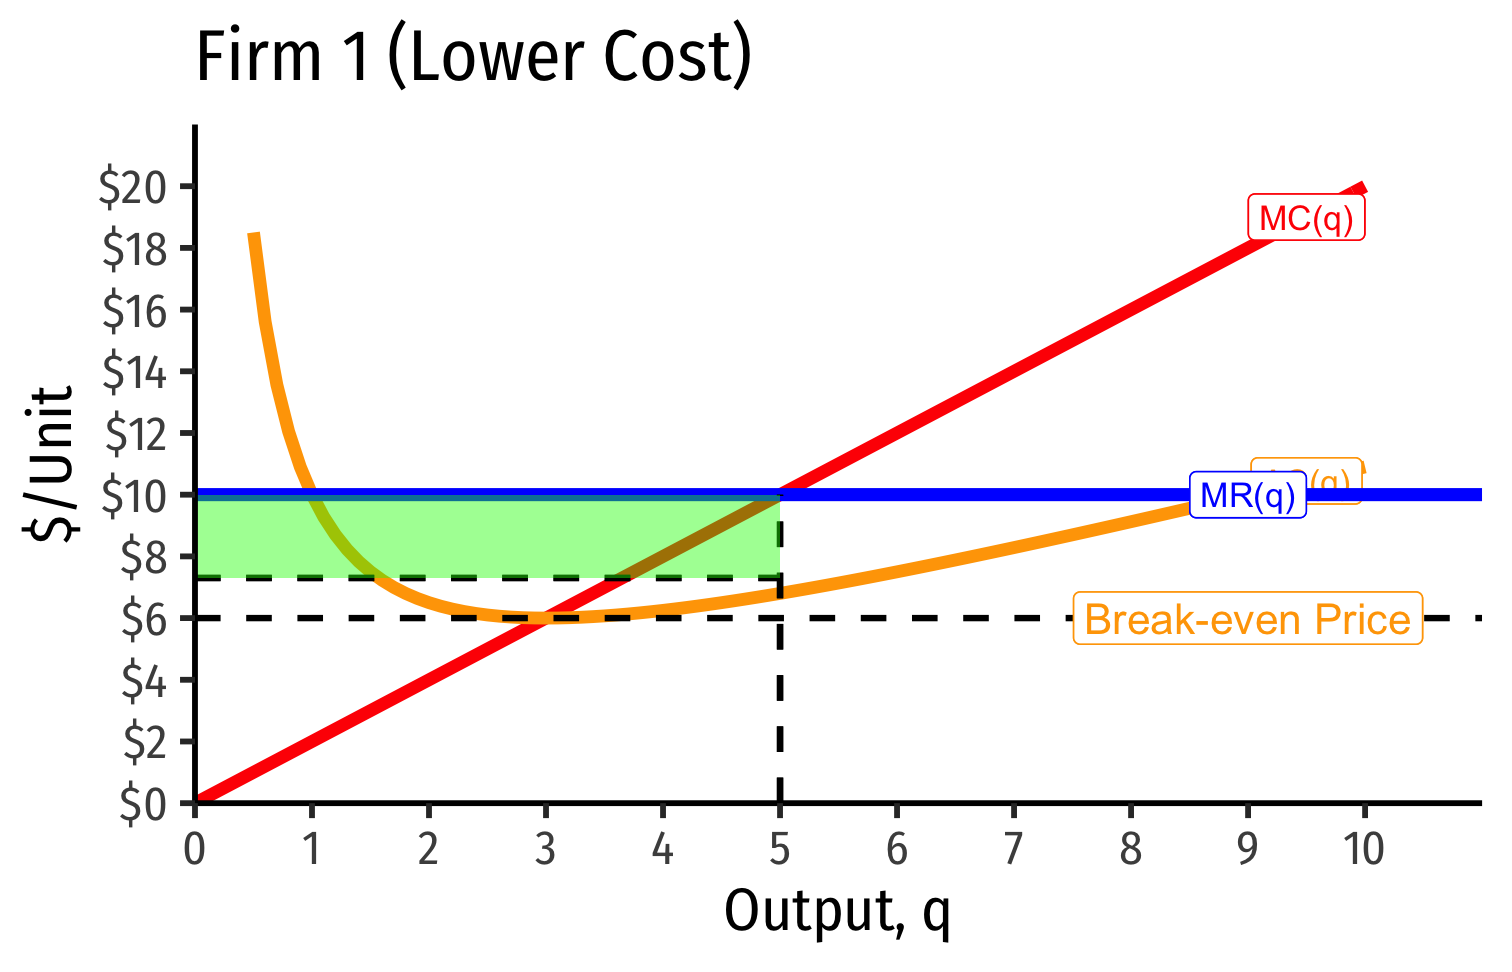 Firm 1 (Lower Cost)
$/Unit
$20
$18
$16
$14
$12
$10
$8
$6
$4
$2
$0
MC(q)
MR(q)
Break-even Price
0 1 2 3 4 5 6 7 8 9 10
Output, q